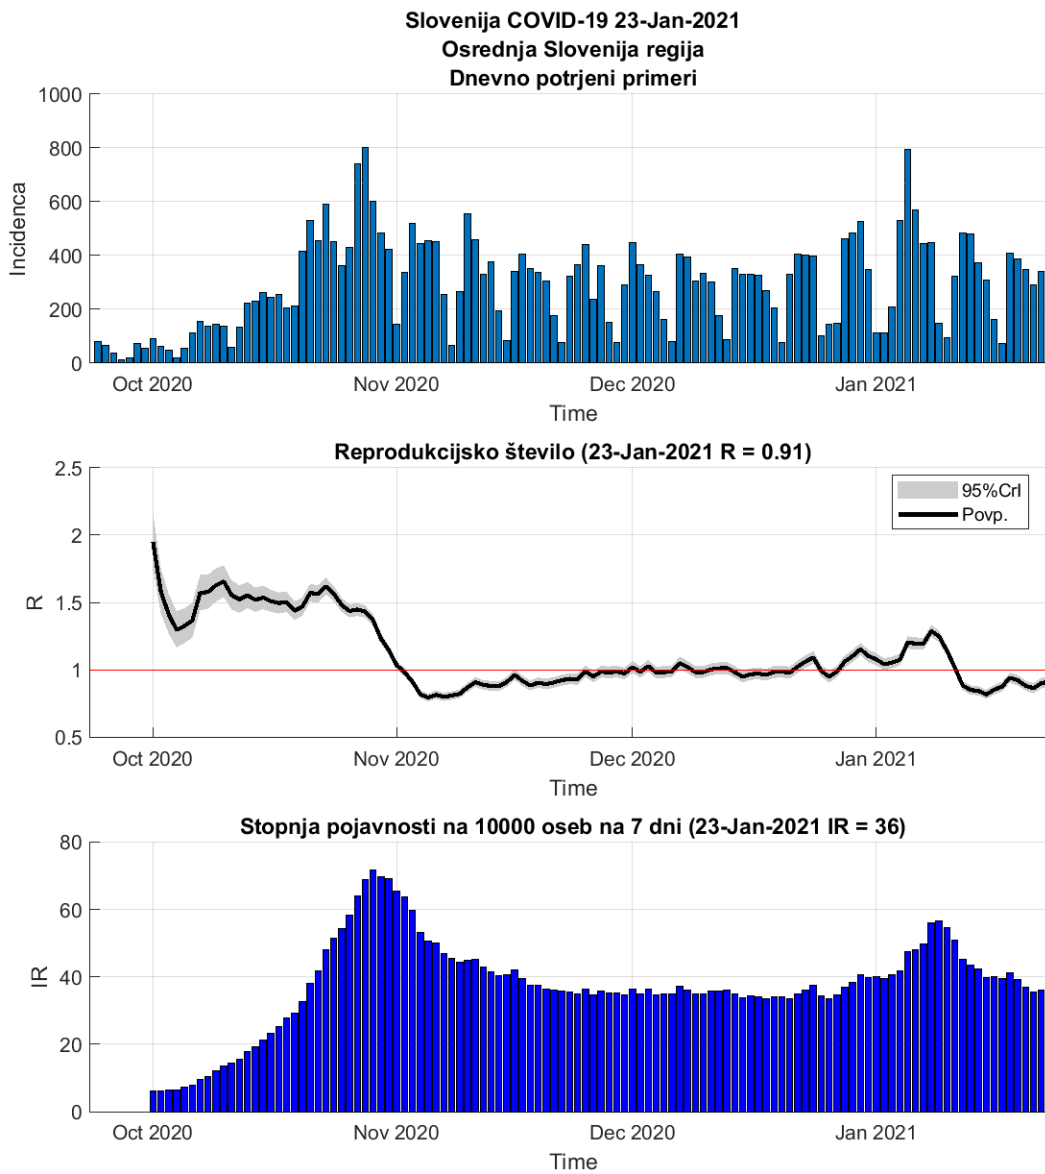 Slovenija COVID-19 23-Jan-2021
Osrednja Slovenija regija
Dnevno potrjeni primeri
1000
800
600
400
200
0
Incidenca
Oct 2020 Nov 2020 Dec 2020 Jan 2021
Time
Reprodukcijsko število (23-Jan-2021 R = 0.91)
2.5
2
1.5
1
0.5
R
95%CrI
Povp.
Oct 2020 Nov 2020 Dec 2020 Jan 2021
Time
Stopnja pojavnosti na 10000 oseb na 7 dni (23-Jan-2021 IR = 36)
80
60
40
20
0
IR
Oct 2020 Nov 2020 Dec 2020 Jan 2021
Time